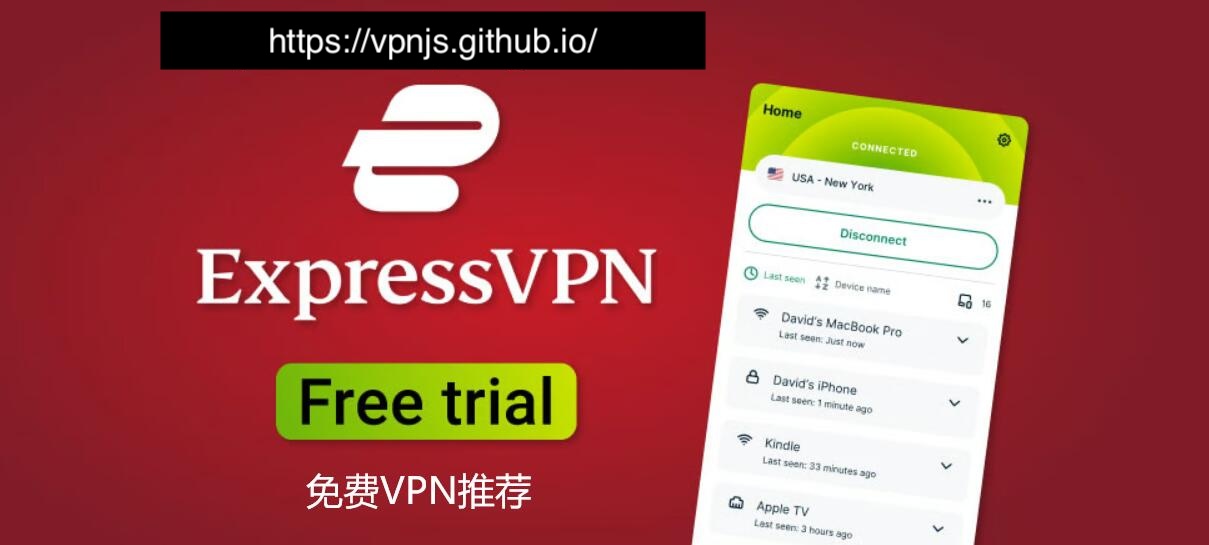 https://vpnjs.github.io/
ExpressVPN
Free trial
免费VPN推荐
Home
CONNECTED
USA - New York
Disconnect
Last seen
Device name
16
David's MacBook Pro
Last seen: Just now
David's iPhone
Last seen: 1 minute ago
Kindle
Last seen: 33 minutes ago
Apple TV
Last seen: 3 hours ago